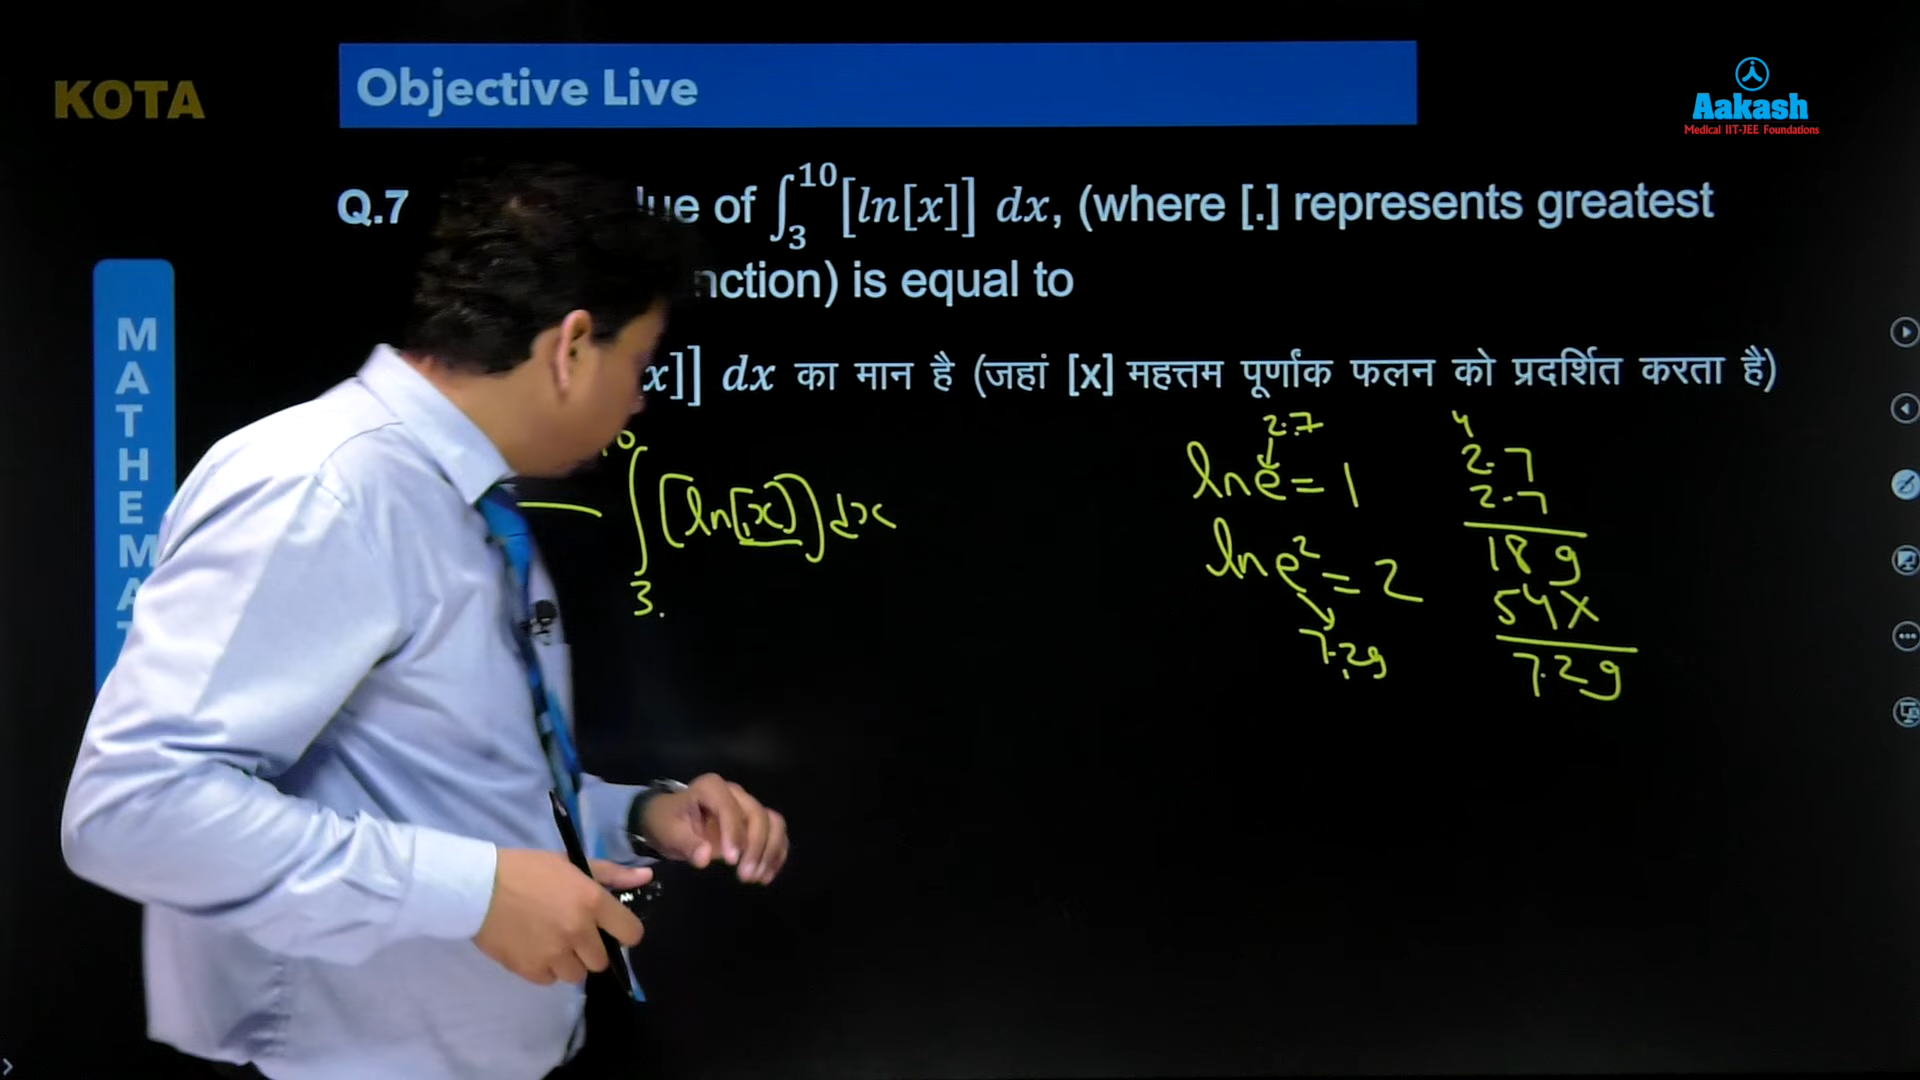 KOTA
Objective Live
Aakash
Medical IIT-JEE Foundations
Q.7 lue of ∫₃¹⁰[ln[x]] dx, (where [.] represents greatest
nction) is equal to
x]] dx का मान है (जहां [x] महत्तम पूर्णांक फलन को प्रदर्शित करता है)
MATHEMA
∫₃¹⁰ [ln[x]] dx
2.7
ln e = 1
ln e² = 2
7.29
4
2.7
2.7
189
54x
7.29